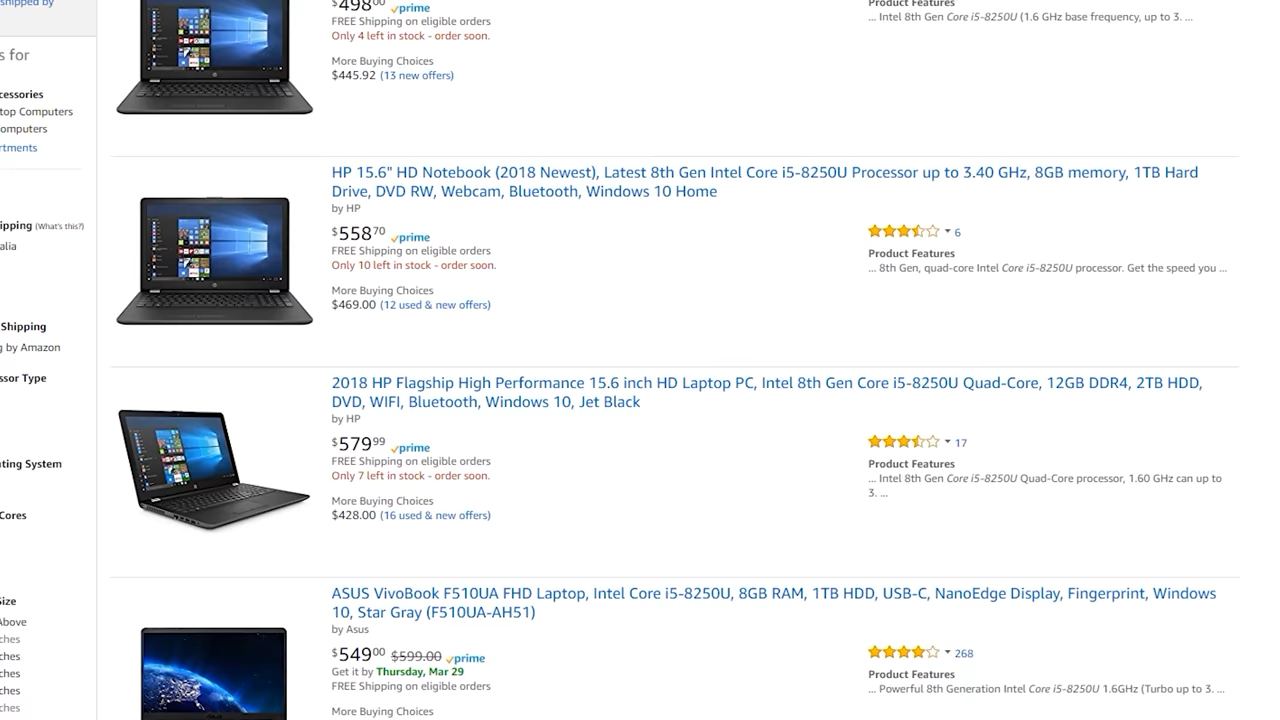 shipped by
s for
cessories
top Computers
omputers
rtments
ipping (What's this?)
alia
Shipping
g by Amazon
ssor Type
ting System
Cores
Size
Above
ches
ches
ches
ches
ches
$498 00 prime
FREE Shipping on eligible orders
Only 4 left in stock - order soon.
More Buying Choices
$445.92 (13 new offers)
Product Features
... Intel 8th Gen Core i5-8250U (1.6 GHz base frequency, up to 3. ...
HP 15.6" HD Notebook (2018 Newest), Latest 8th Gen Intel Core i5-8250U Processor up to 3.40 GHz, 8GB memory, 1TB Hard
Drive, DVD RW, Webcam, Bluetooth, Windows 10 Home
by HP
$558 70 prime
FREE Shipping on eligible orders
Only 10 left in stock - order soon.
More Buying Choices
$469.00 (12 used & new offers)
6
Product Features
... 8th Gen, quad-core Intel Core i5-8250U processor. Get the speed you ...
2018 HP Flagship High Performance 15.6 inch HD Laptop PC, Intel 8th Gen Core i5-8250U Quad-Core, 12GB DDR4, 2TB HDD,
DVD, WIFI, Bluetooth, Windows 10, Jet Black
by HP
$579 99 prime
FREE Shipping on eligible orders
Only 7 left in stock - order soon.
More Buying Choices
$428.00 (16 used & new offers)
17
Product Features
... Intel 8th Gen Core i5-8250U Quad-Core processor, 1.60 GHz can up to
3. ...
ASUS VivoBook F510UA FHD Laptop, Intel Core i5-8250U, 8GB RAM, 1TB HDD, USB-C, NanoEdge Display, Fingerprint, Windows
10, Star Gray (F510UA-AH51)
by Asus
$549 00 $599.00 prime
Get it by Thursday, Mar 29
FREE Shipping on eligible orders
More Buying Choices
268
Product Features
... Powerful 8th Generation Intel Core i5-8250U 1.6GHz (Turbo up to 3. ...